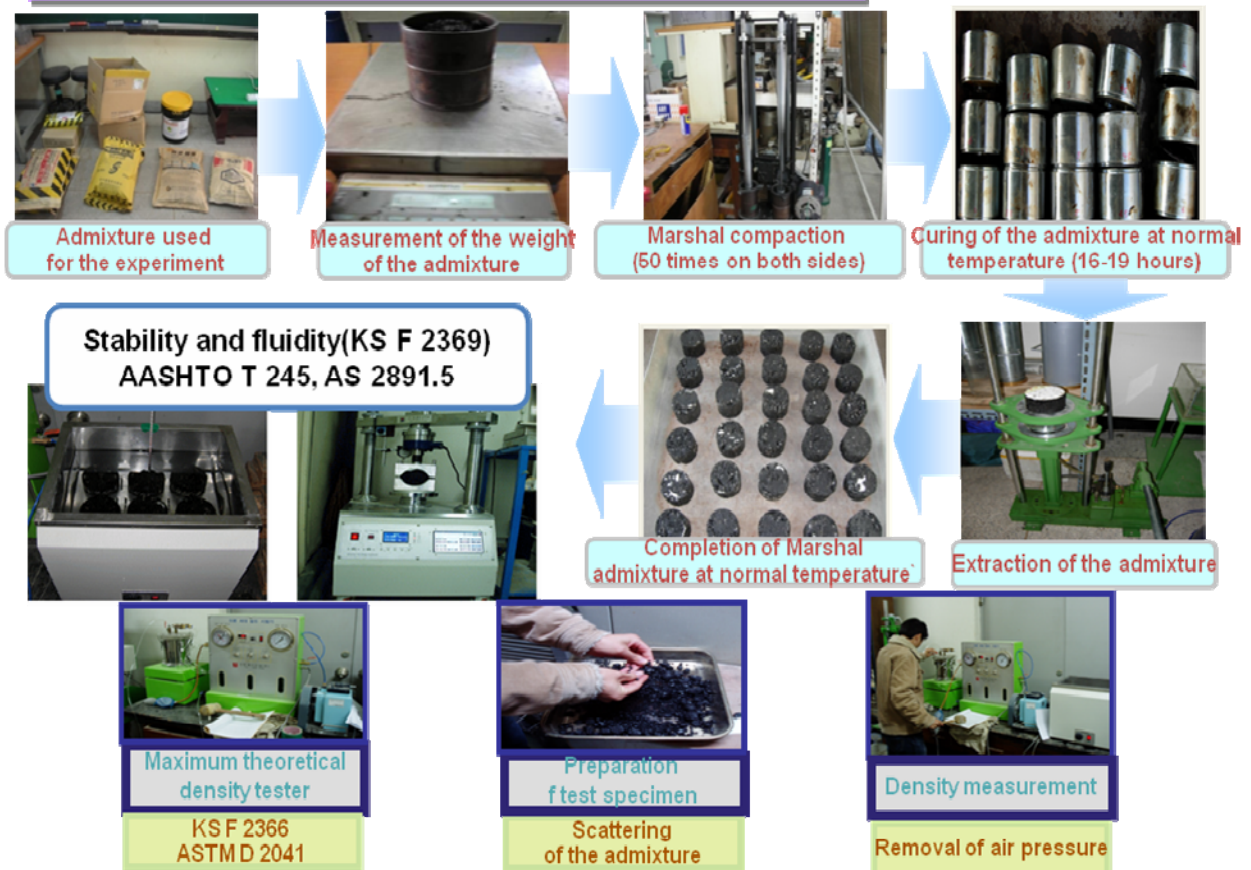 Admixture used
for the experiment
Measurement of the weight
of the admixture
Marshal compaction
(50 times on both sides)
Curing of the admixture at normal
temperature (16-19 hours)
Stability and fluidity(KS F 2369)
AASHTO T 245, AS 2891.5
Completion of Marshal
admixture at normal temperature`
Extraction of the admixture
Maximum theoretical
density tester
KS F 2366
ASTM D 2041
Preparation
f test specimen
Scattering
of the admixture
Density measurement
Removal of air pressure